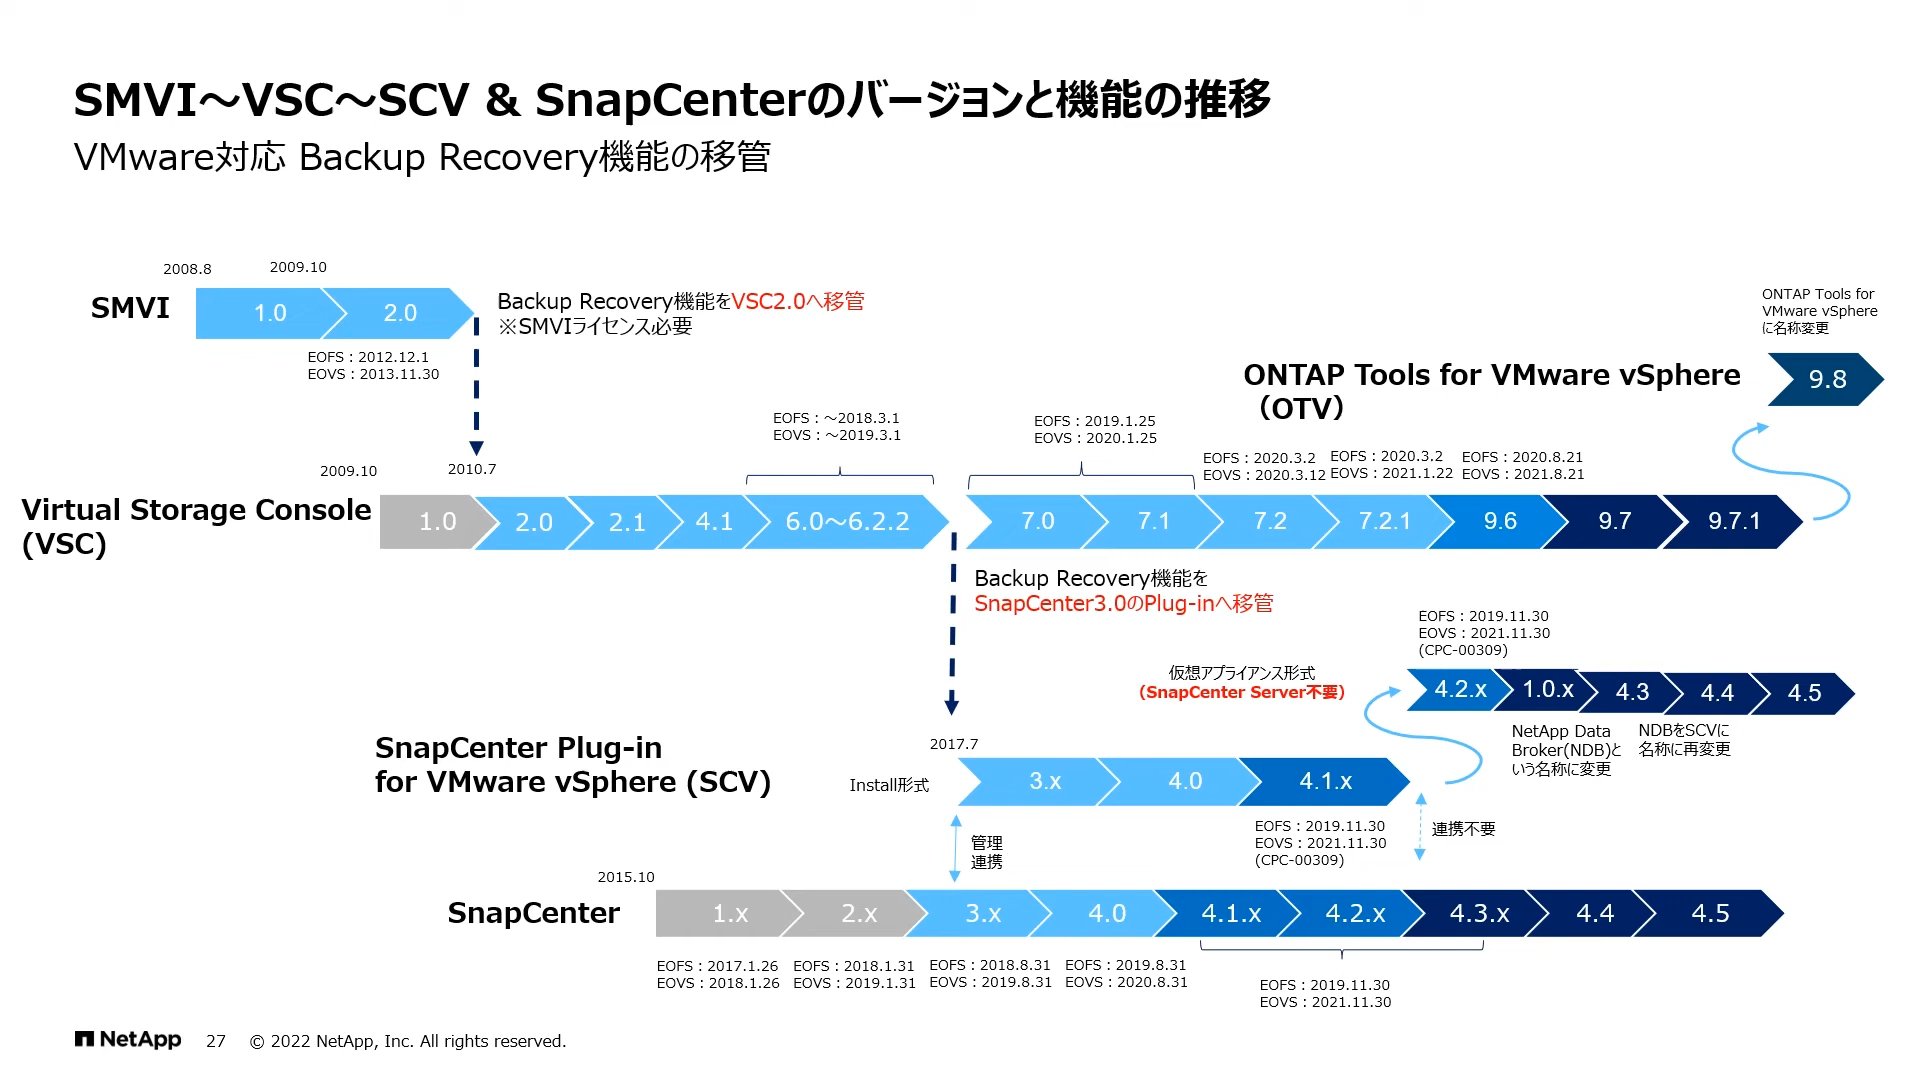 SMVI～VSC～SCV & SnapCenterのバージョンと機能の推移
VMware対応 Backup Recovery機能の移管
2008.8
2009.10
SMVI
1.0
2.0
EOFS：2012.12.1
EOVS：2013.11.30
Backup Recovery機能をVSC2.0へ移管
※SMVIライセンス必要
ONTAP Tools for
VMware vSphere
に名称変更
ONTAP Tools for VMware vSphere
（OTV）
9.8
2009.10
2010.7
EOFS：～2018.3.1
EOVS：～2019.3.1
EOFS：2019.1.25
EOVS：2020.1.25
EOFS：2020.3.2
EOVS：2020.3.12
EOFS：2020.3.2
EOVS：2021.1.22
EOFS：2020.8.21
EOVS：2021.8.21
Virtual Storage Console
(VSC)
1.0
2.0
2.1
4.1
6.0～6.2.2
7.0
7.1
7.2
7.2.1
9.6
9.7
9.7.1
Backup Recovery機能を
SnapCenter3.0のPlug-inへ移管
EOFS：2019.11.30
EOVS：2021.11.30
(CPC-00309)
仮想アプライアンス形式
（SnapCenter Server不要）
4.2.x
1.0.x
4.3
4.4
4.5
NetApp Data
Broker(NDB)と
いう名称に変更
NDBをSCVに
名称に再変更
SnapCenter Plug-in
for VMware vSphere (SCV)
2017.7
Install形式
3.x
4.0
4.1.x
EOFS：2019.11.30
EOVS：2021.11.30
(CPC-00309)
管理
連携
連携不要
2015.10
SnapCenter
1.x
2.x
3.x
4.0
4.1.x
4.2.x
4.3.x
4.4
4.5
EOFS：2017.1.26
EOVS：2018.1.26
EOFS：2018.1.31
EOVS：2019.1.31
EOFS：2018.8.31
EOVS：2019.8.31
EOFS：2019.8.31
EOVS：2020.8.31
EOFS：2019.11.30
EOVS：2021.11.30
NetApp
27
© 2022 NetApp, Inc. All rights reserved.